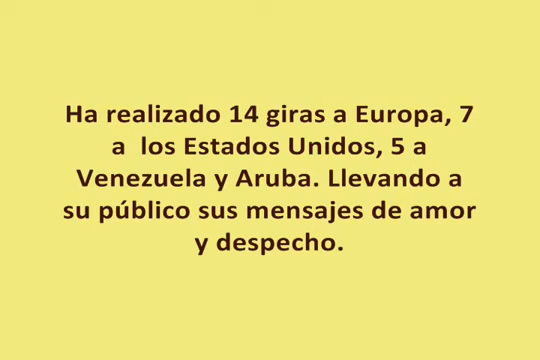 Ha realizado 14 giras a Europa, 7
a  los Estados Unidos, 5 a
Venezuela y Aruba. Llevando a
su público sus mensajes de amor
y despecho.